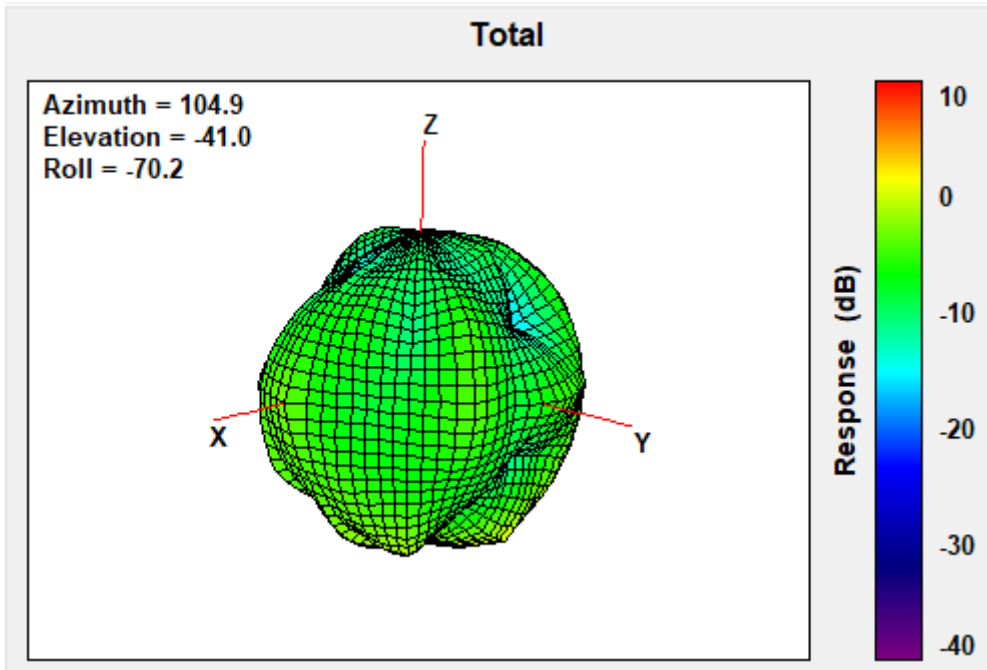 Total
Azimuth = 104.9
Elevation = -41.0
Roll = -70.2
Z
X
Y
10
0
-10
-20
-30
-40
Response (dB)